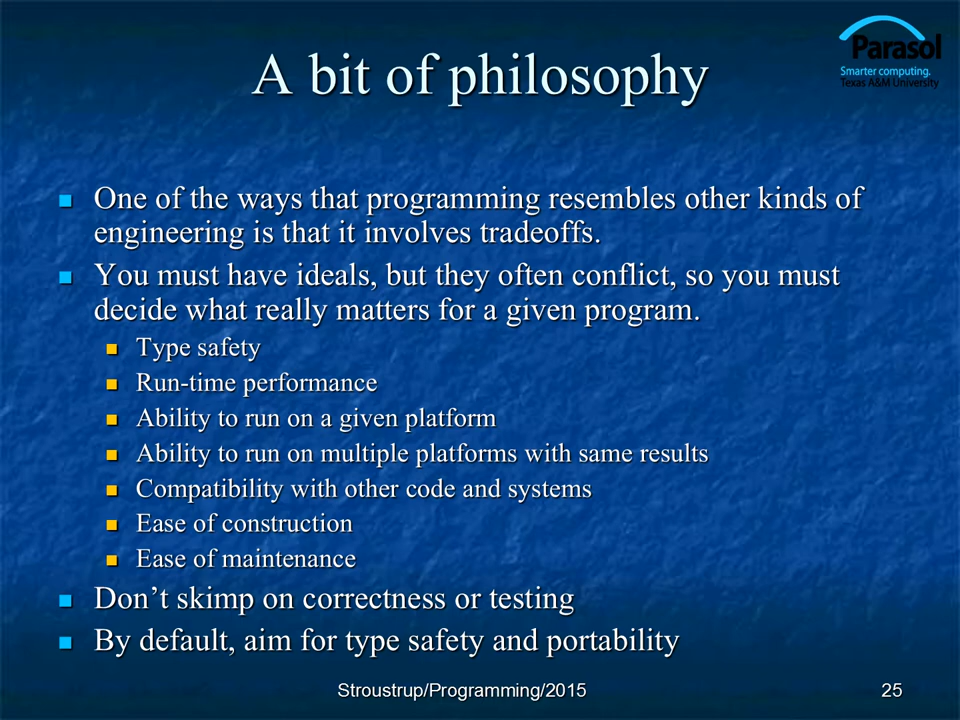 A bit of philosophy
Parasol
Smarter computing.
Texas A&M University
One of the ways that programming resembles other kinds of
engineering is that it involves tradeoffs.
You must have ideals, but they often conflict, so you must
decide what really matters for a given program.
Type safety
Run-time performance
Ability to run on a given platform
Ability to run on multiple platforms with same results
Compatibility with other code and systems
Ease of construction
Ease of maintenance
Don’t skimp on correctness or testing
By default, aim for type safety and portability
Stroustrup/Programming/2015
25